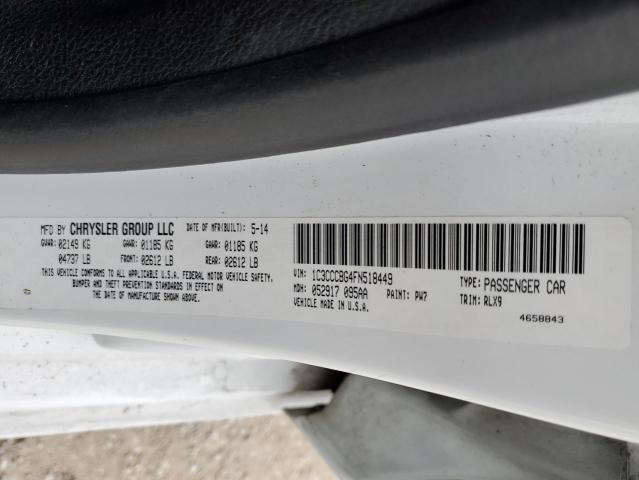 MFD BY CHRYSLER GROUP LLC DATE OF MFR(BUILT): 5-14
GVWR: 02149 KG GAWR: 01185 KG GAWR: 01185 KG
04737 LB FRONT: 02612 LB REAR: 02612 LB
THIS VEHICLE CONFORMS TO ALL APPLICABLE U.S.A. FEDERAL MOTOR VEHICLE SAFETY,
BUMPER AND THEFT PREVENTION STANDARDS IN EFFECT ON
THE DATE OF MANUFACTURE SHOWN ABOVE.
VIN: 1C3CCCBG4FN518449 TYPE: PASSENGER CAR
MDH: 052917 095AA PAINT: PW7 TRIM: RLX9
VEHICLE MADE IN U.S.A.
4658843